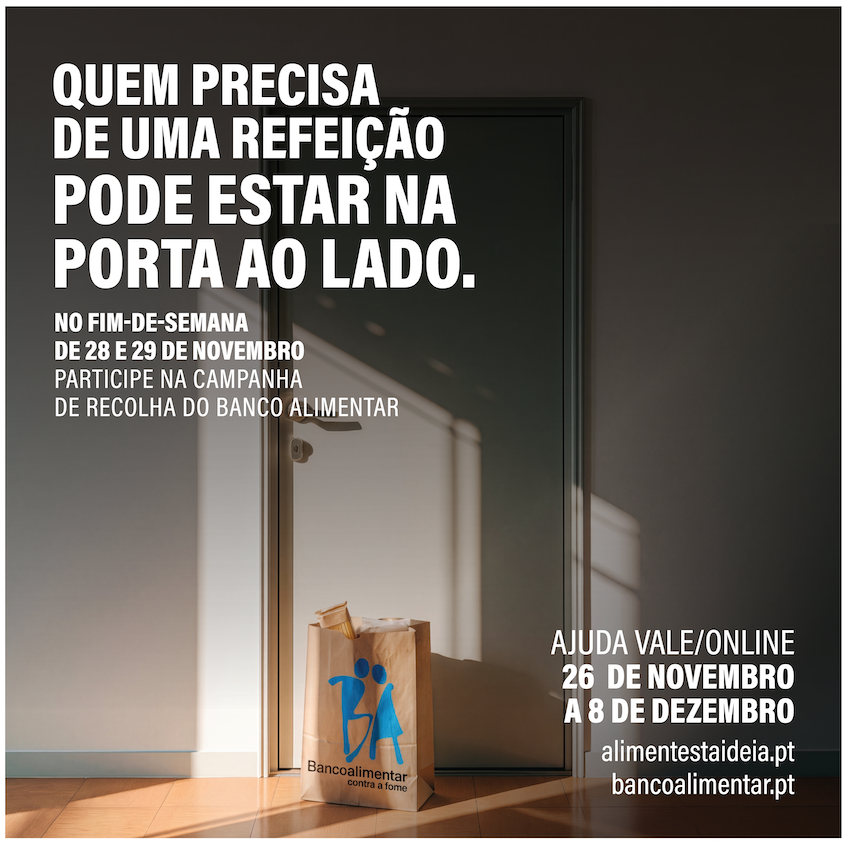 QUEM PRECISA
DE UMA REFEIÇÃO
PODE ESTAR NA
PORTA AO LADO.
NO FIM-DE-SEMANA
DE 28 E 29 DE NOVEMBRO
PARTICIPE NA CAMPANHA
DE RECOLHA DO BANCO ALIMENTAR
BA
Bancoalimentar
contra a fome
AJUDA VALE/ONLINE
26 DE NOVEMBRO
A 8 DE DEZEMBRO
alimentestaideia.pt
bancoalimentar.pt